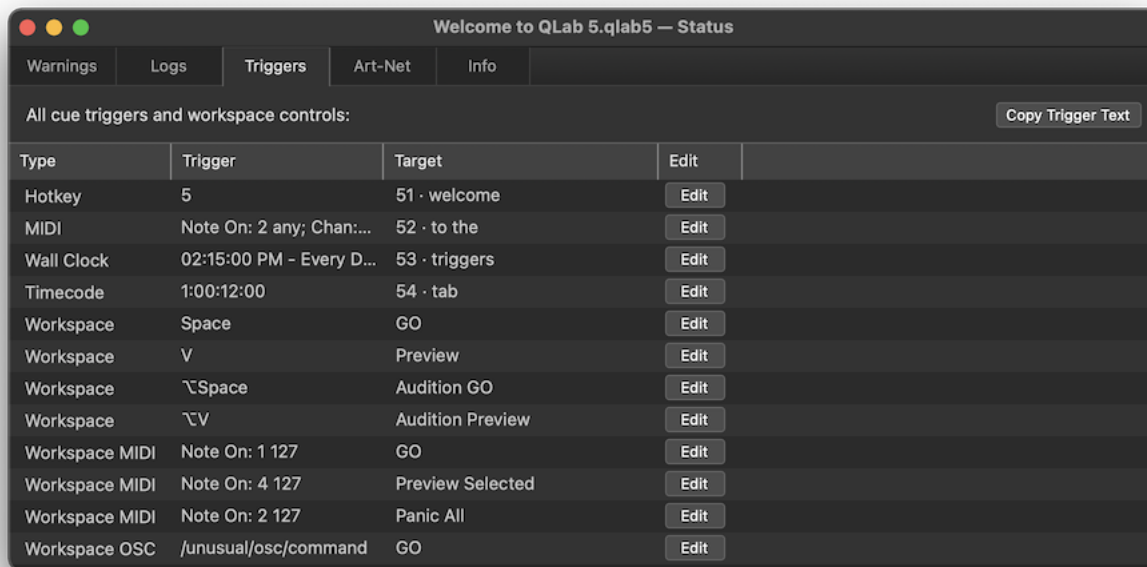 Welcome to QLab 5.qlab5 — Status
Warnings Logs Triggers Art-Net Info
All cue triggers and workspace controls: Copy Trigger Text
Type Trigger Target Edit
Hotkey 5 51 · welcome Edit
MIDI Note On: 2 any; Chan:... 52 · to the Edit
Wall Clock 02:15:00 PM - Every D... 53 · triggers Edit
Timecode 1:00:12:00 54 · tab Edit
Workspace Space GO Edit
Workspace V Preview Edit
Workspace ⌥Space Audition GO Edit
Workspace ⌥V Audition Preview Edit
Workspace MIDI Note On: 1 127 GO Edit
Workspace MIDI Note On: 4 127 Preview Selected Edit
Workspace MIDI Note On: 2 127 Panic All Edit
Workspace OSC /unusual/osc/command GO Edit